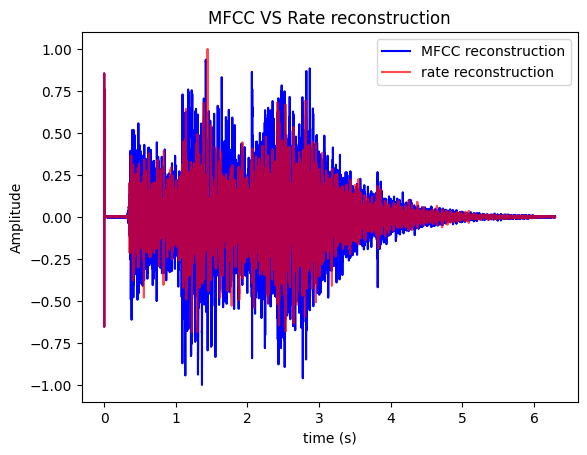 MFCC VS Rate reconstruction
MFCC reconstruction
rate reconstruction
1.00
0.75
0.50
0.25
0.00
−0.25
−0.50
−0.75
−1.00
Amplitude
0 1 2 3 4 5 6
time (s)